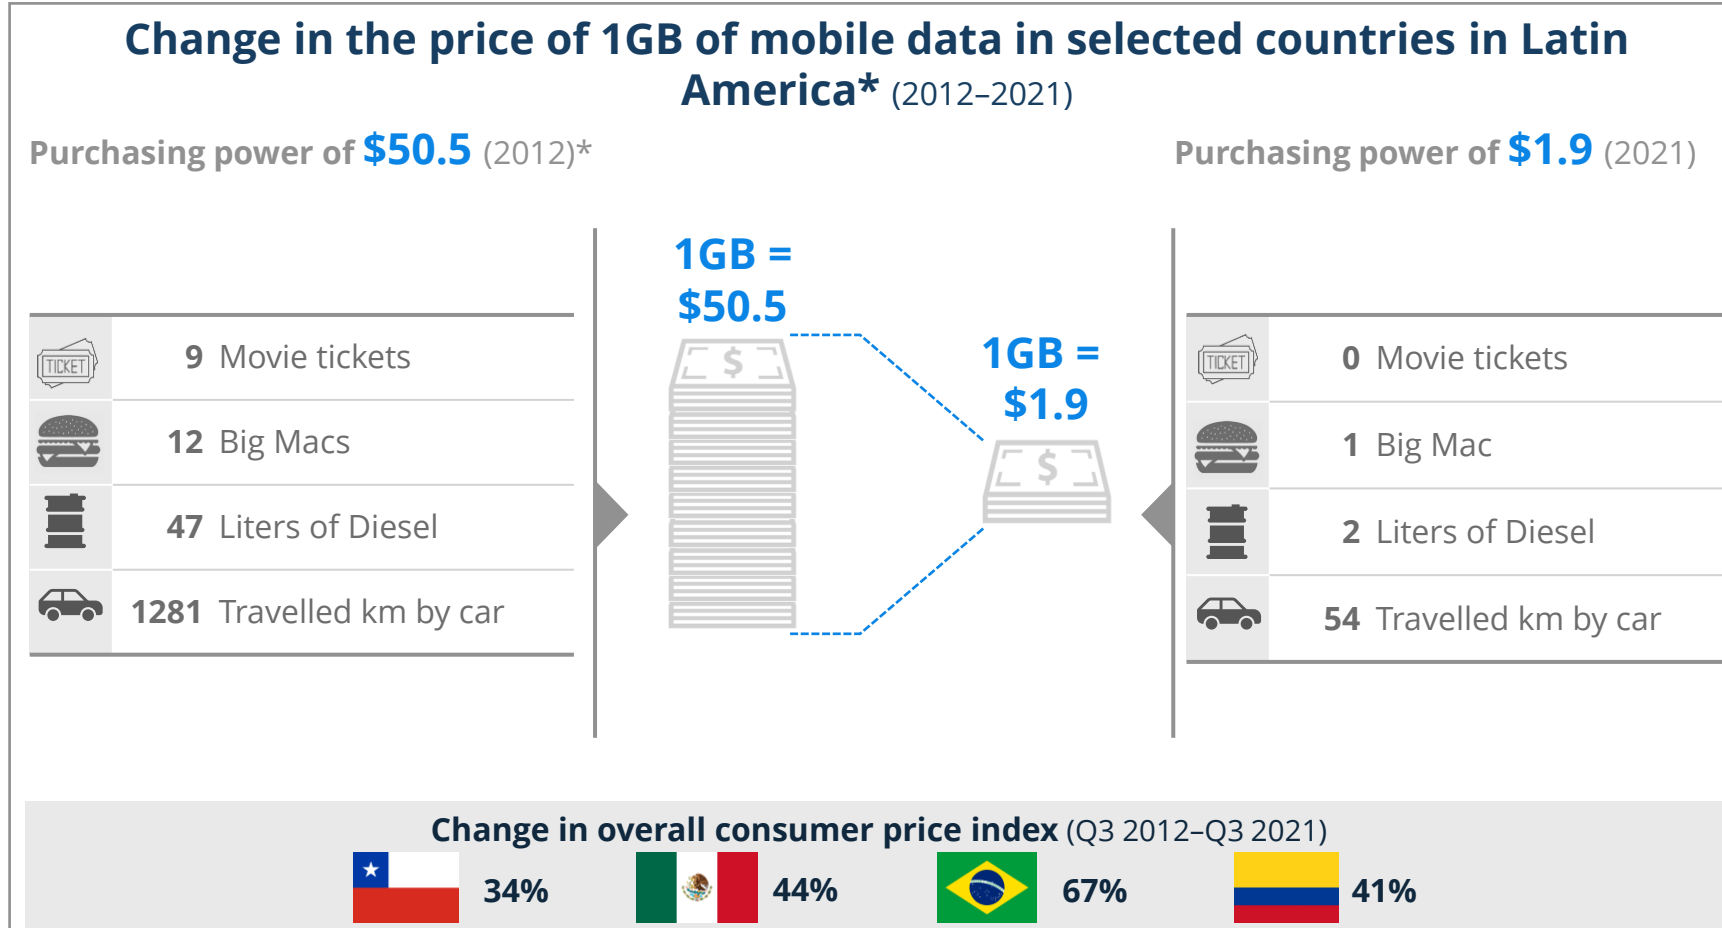 Change in the price of 1GB of mobile data in selected countries in Latin
America* (2012–2021)
Purchasing power of $50.5 (2012)*
Purchasing power of $1.9 (2021)
TICKET
9 Movie tickets
12 Big Macs
47 Liters of Diesel
1281 Travelled km by car
1GB =
$50.5
$
1GB =
$1.9
$
TICKET
0 Movie tickets
1 Big Mac
2 Liters of Diesel
54 Travelled km by car
Change in overall consumer price index (Q3 2012–Q3 2021)
34% 44% 67% 41%